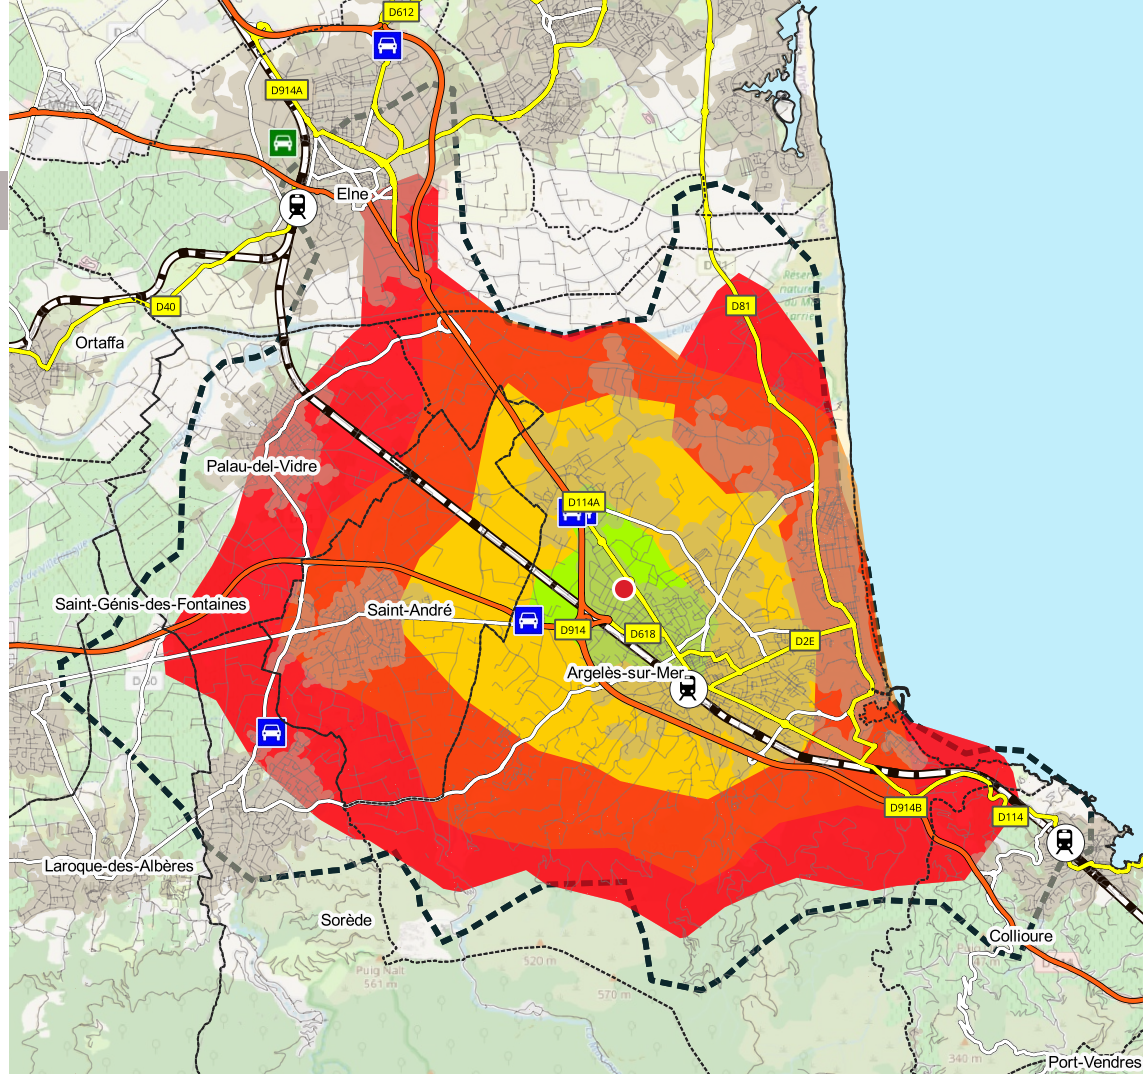 D612
D914A
Elne
D81
D40
Ortaffa
Palau-del-Vidre
D114A
Saint-Génis-des-Fontaines
Saint-André
D914
D618
D2E
Argelès-sur-Mer
D914B
D114
Laroque-des-Albères
Sorède
Collioure
520 m
Puig Nalt
561 m
570 m
340 m
Port-Vendres